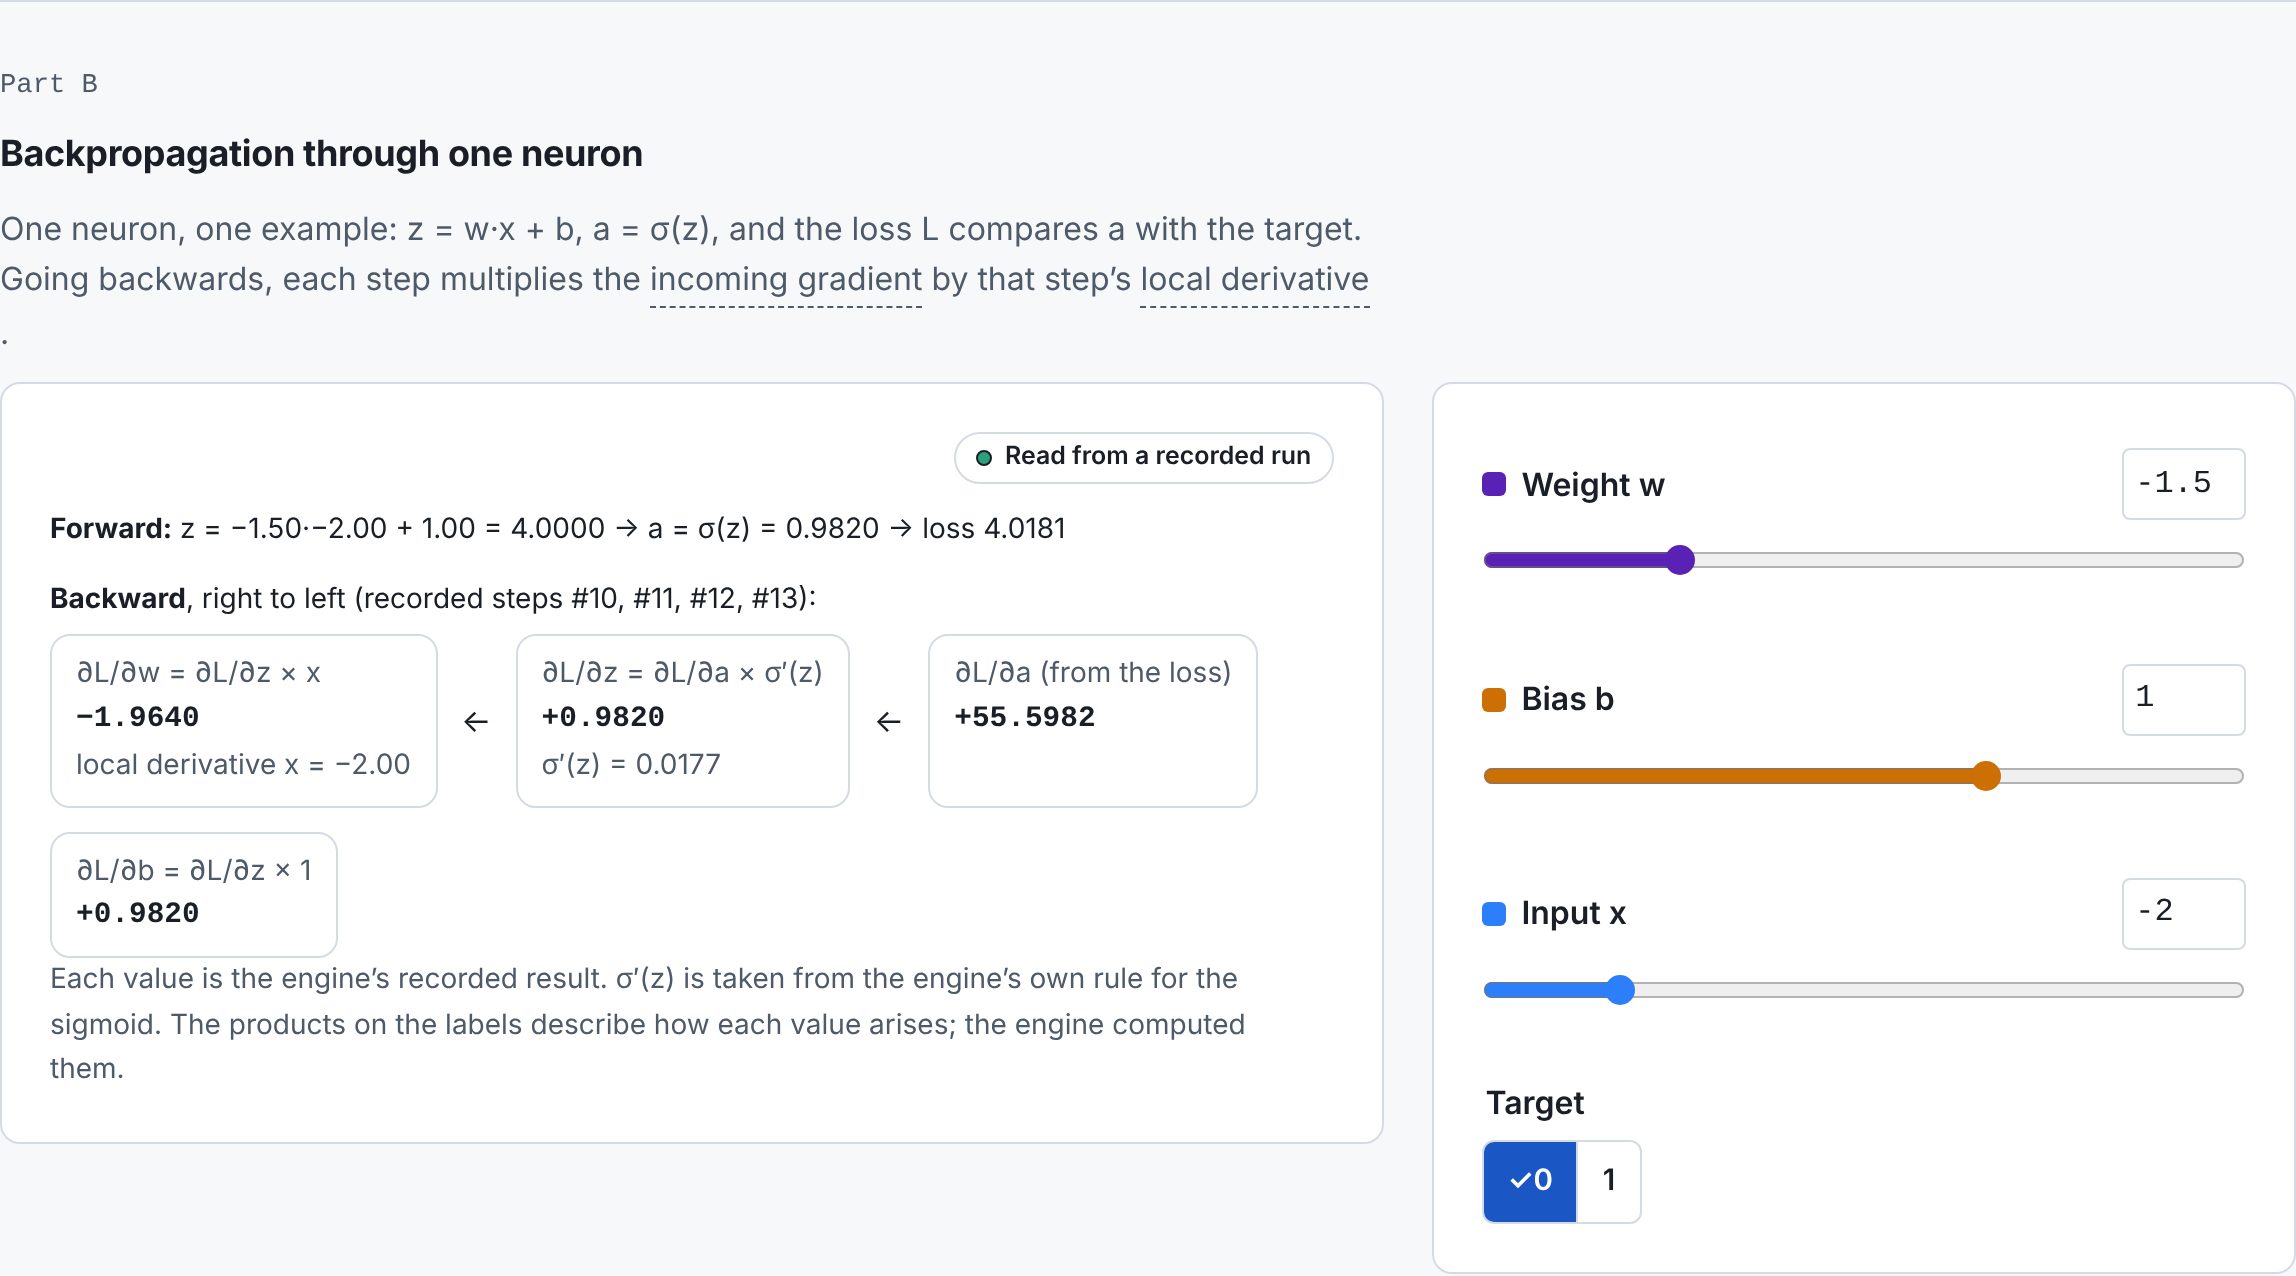 Part B
Backpropagation through one neuron
One neuron, one example: z = w·x + b, a = σ(z), and the loss L compares a with the target.
Going backwards, each step multiplies the incoming gradient by that step’s local derivative
.
Read from a recorded run
Forward: z = −1.50·−2.00 + 1.00 = 4.0000 → a = σ(z) = 0.9820 → loss 4.0181
Backward, right to left (recorded steps #10, #11, #12, #13):
∂L/∂w = ∂L/∂z × x
−1.9640
local derivative x = −2.00
←
∂L/∂z = ∂L/∂a × σ′(z)
+0.9820
σ′(z) = 0.0177
←
∂L/∂a (from the loss)
+55.5982
∂L/∂b = ∂L/∂z × 1
+0.9820
Each value is the engine’s recorded result. σ′(z) is taken from the engine’s own rule for the
sigmoid. The products on the labels describe how each value arises; the engine computed
them.
Weight w
-1.5
Bias b
1
Input x
-2
Target
✓0
1